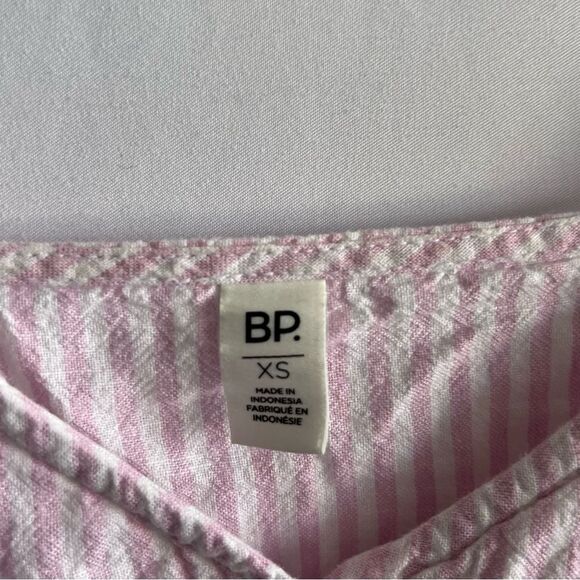 BP.
XS
MADE IN
INDONESIA
FABRIQUÉ EN
INDONÉSIE